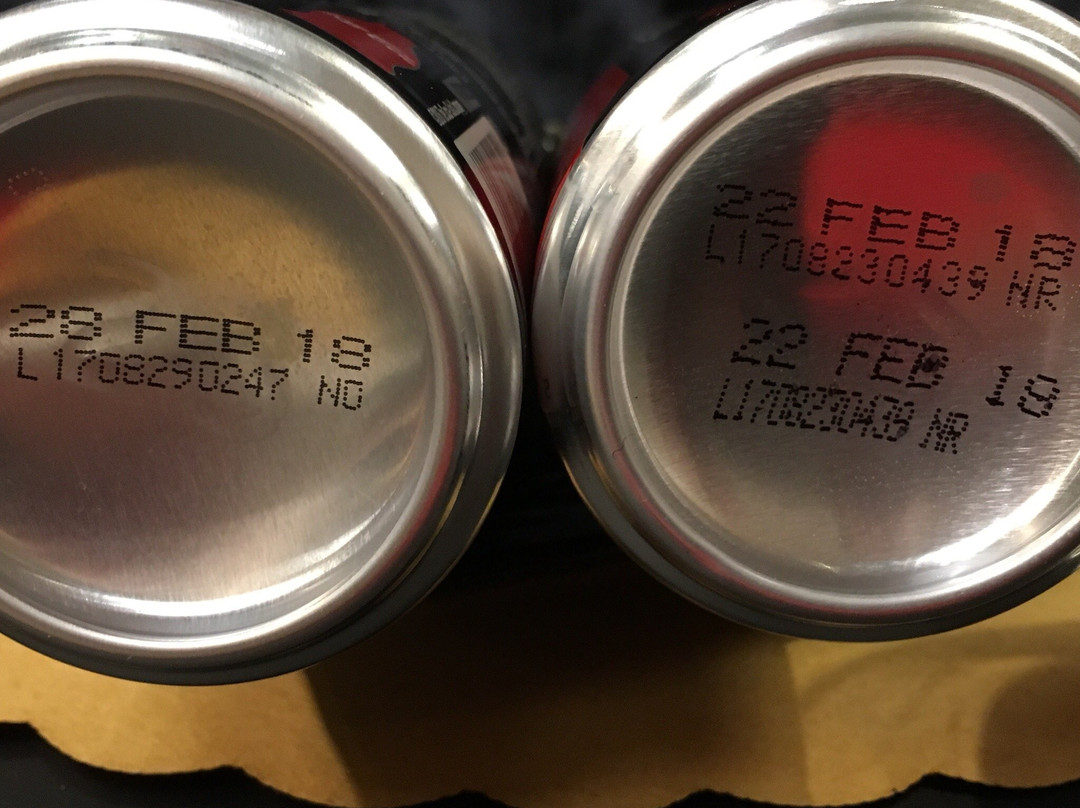 28 FEB 18
L1708290247 NO
22 FEB 18
L1708230439 NR
22 FEB 18
L1708230439 NR